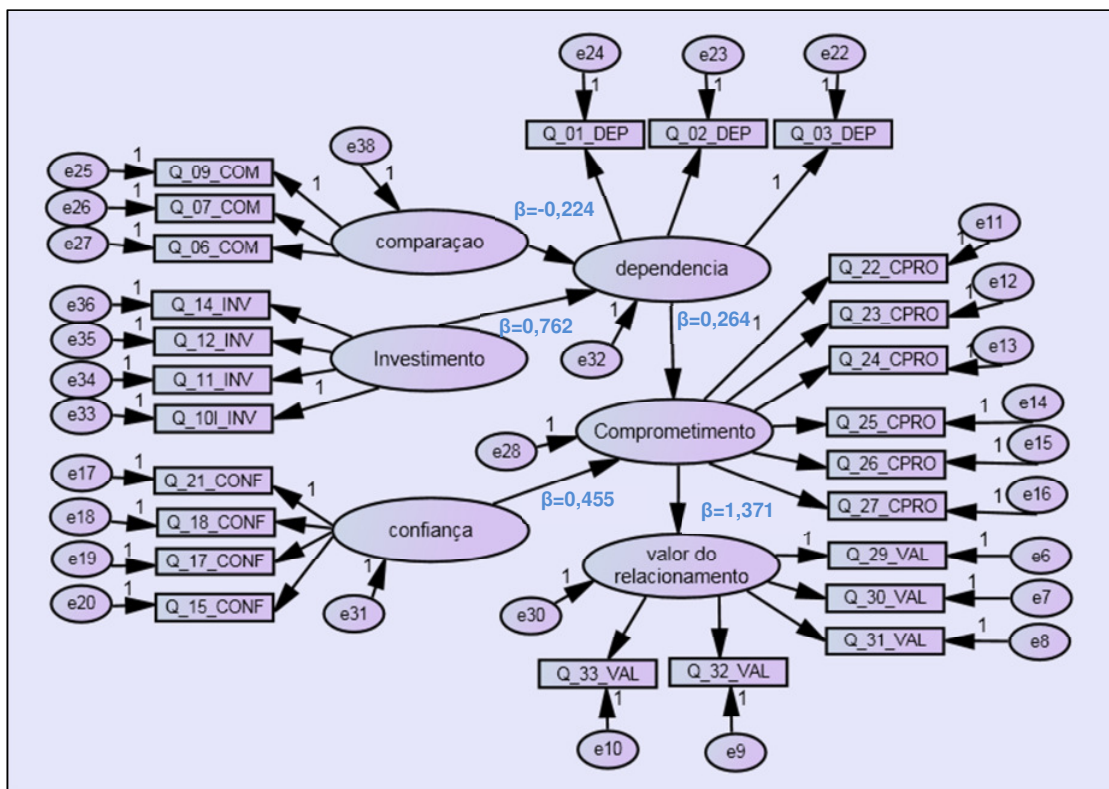 e24
e23
e22
1
1
1
Q_01_DEP
Q_02_DEP
Q_03_DEP
e38
1
e25
1
Q_09_COM
1
e26
1
Q_07_COM
e27
1
Q_06_COM
comparaçao
β=-0,224
1
dependencia
e11
1
Q_22_CPRO
e12
1
Q_23_CPRO
e13
1
Q_24_CPRO
1
e36
1
Q_14_INV
e35
1
Q_12_INV
e34
1
Q_11_INV
e33
1
Q_10I_INV
1
Investimento
β=0,762
1
e32
β=0,264
Comprometimento
e14
1
Q_25_CPRO
e15
1
Q_26_CPRO
e16
1
Q_27_CPRO
e28
1
e17
1
Q_21_CONF
1
e18
1
Q_18_CONF
e19
1
Q_17_CONF
e20
1
Q_15_CONF
confiança
β=0,455
1
e31
β=1,371
valor do
relacionamento
1
e30
1
Q_29_VAL
1
e6
Q_30_VAL
1
e7
Q_31_VAL
1
e8
Q_33_VAL
Q_32_VAL
1
1
e10
e9